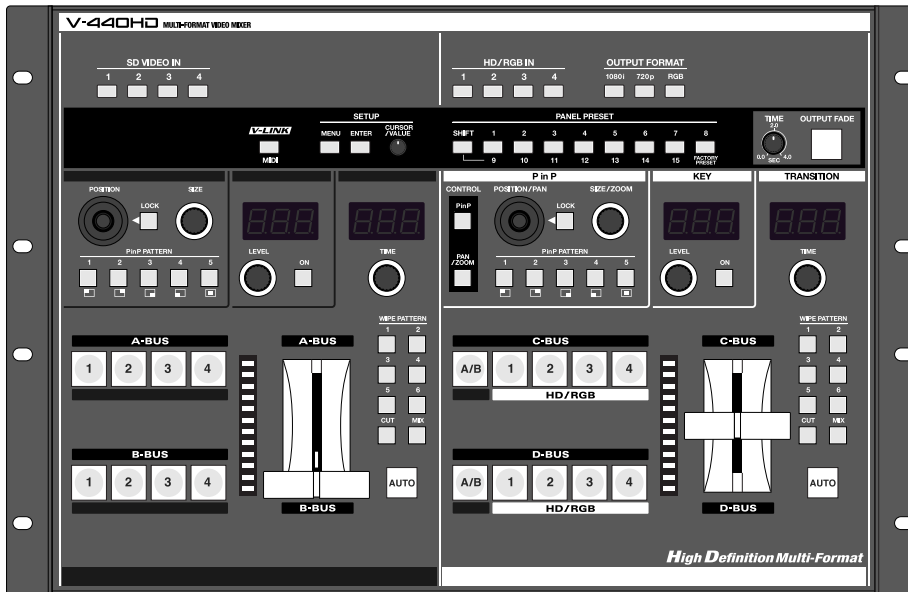 V-440HD MULTI-FORMAT VIDEO MIXER
SD VIDEO IN
1 2 3 4
HD/RGB IN
1 2 3 4
OUTPUT FORMAT
1080i 720p RGB
V-LINK
MIDI
SETUP
MENU ENTER CURSOR /VALUE
PANEL PRESET
SHIFT 1 2 3 4 5 6 7 8
9 10 11 12 13 14 15 FACTORY PRESET
TIME
2.0
0.0 SEC 4.0
OUTPUT FADE
POSITION SIZE
LOCK
PinP PATTERN
1 2 3 4 5
LEVEL ON
TIME
P in P
CONTROL POSITION/PAN SIZE/ZOOM
PinP
LOCK
PAN /ZOOM
PinP PATTERN
1 2 3 4 5
KEY
LEVEL ON
TRANSITION
TIME
A-BUS
1 2 3 4
B-BUS
1 2 3 4
A-BUS
B-BUS
WIPE PATTERN
1 2
3 4
5 6
CUT MIX
AUTO
C-BUS
A/B 1 2 3 4
HD/RGB
D-BUS
A/B 1 2 3 4
HD/RGB
C-BUS
D-BUS
WIPE PATTERN
1 2
3 4
5 6
CUT MIX
AUTO
High Definition Multi-Format